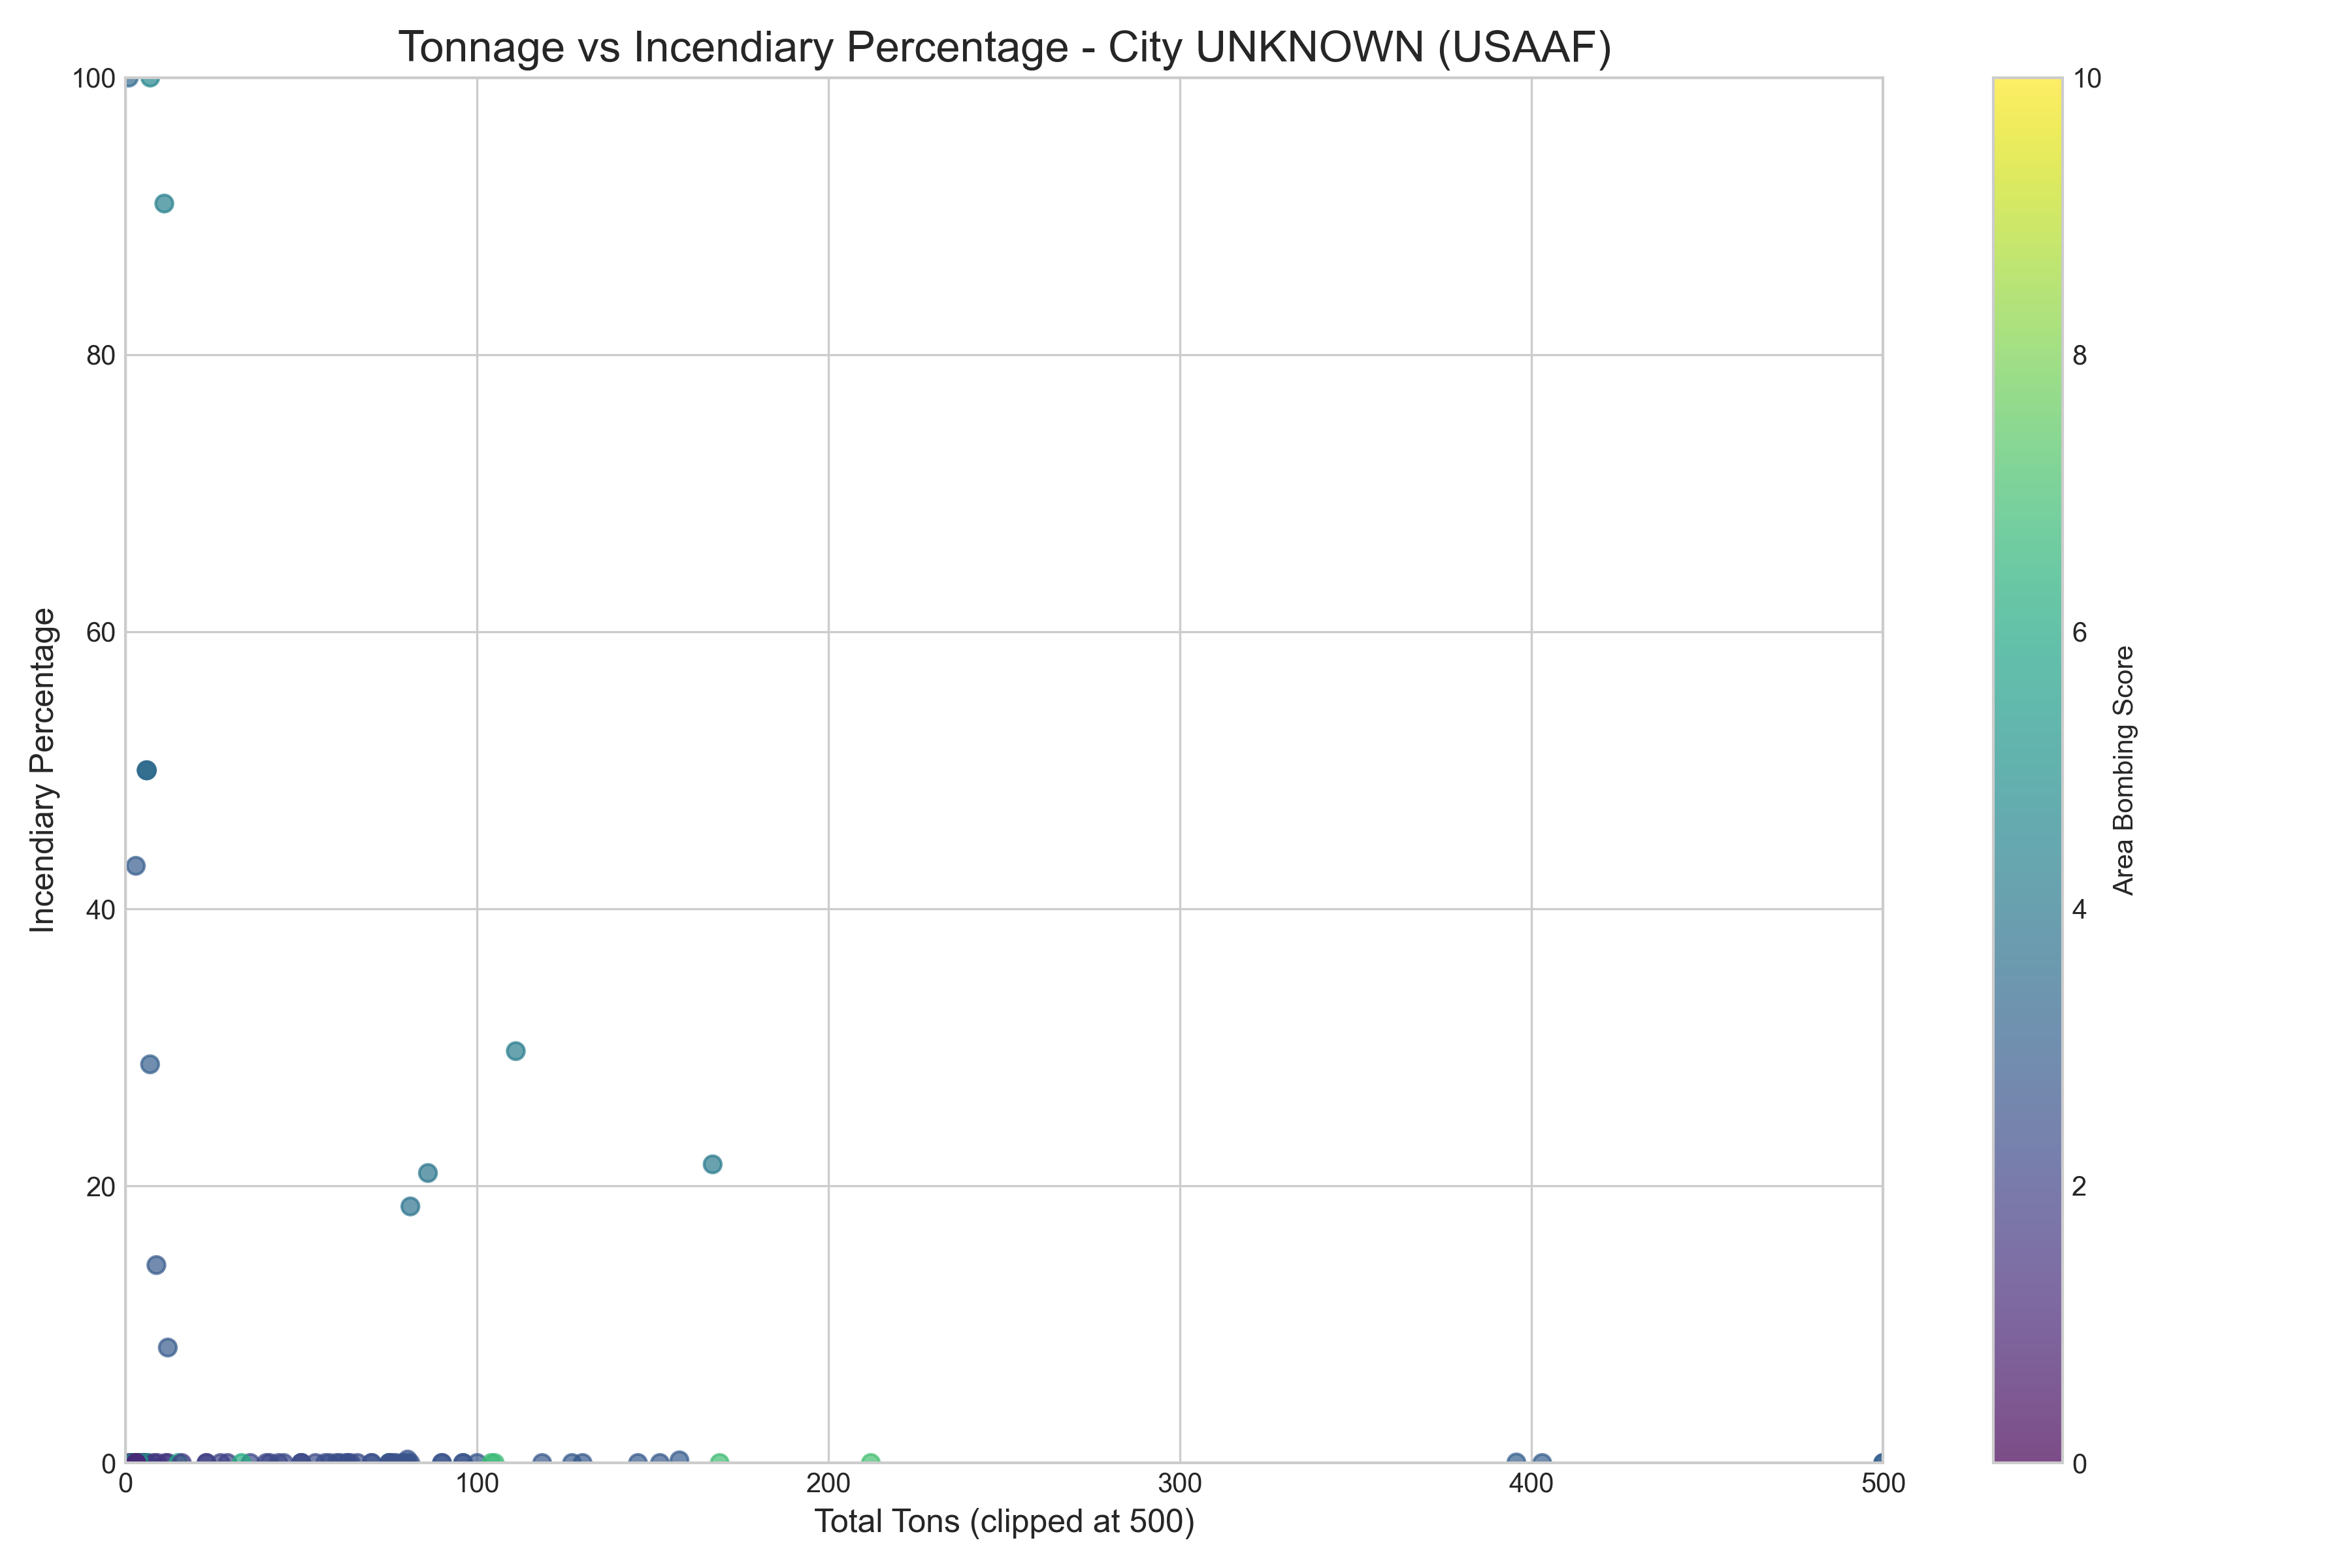 Tonnage vs Incendiary Percentage - City UNKNOWN (USAAF)
100
80
60
40
20
0
Incendiary Percentage
0 100 200 300 400 500
Total Tons (clipped at 500)
10
8
6
4
2
0
Area Bombing Score